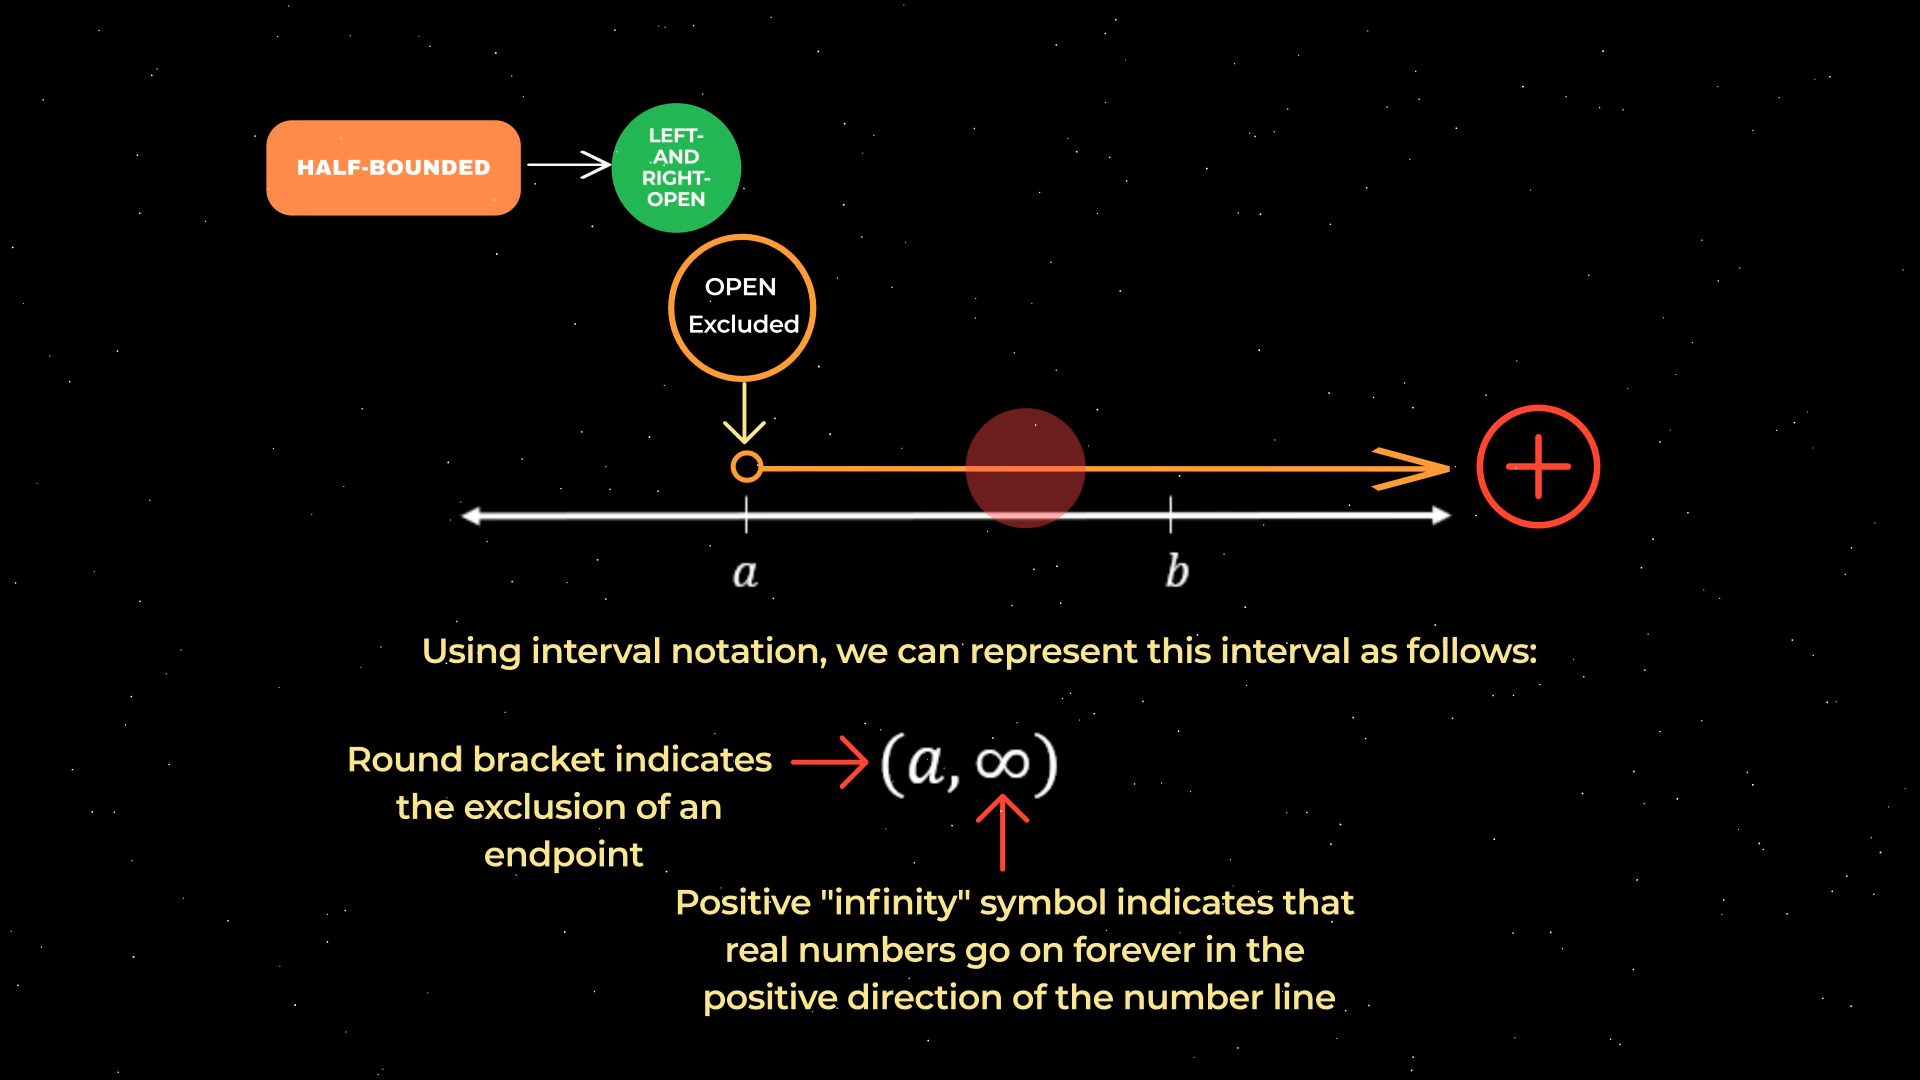 HALF-BOUNDED
LEFT-
AND
RIGHT-
OPEN
OPEN
Excluded
a
b
Using interval notation, we can represent this interval as follows:
Round bracket indicates
the exclusion of an
endpoint
(a, ∞)
Positive "infinity" symbol indicates that
real numbers go on forever in the
positive direction of the number line